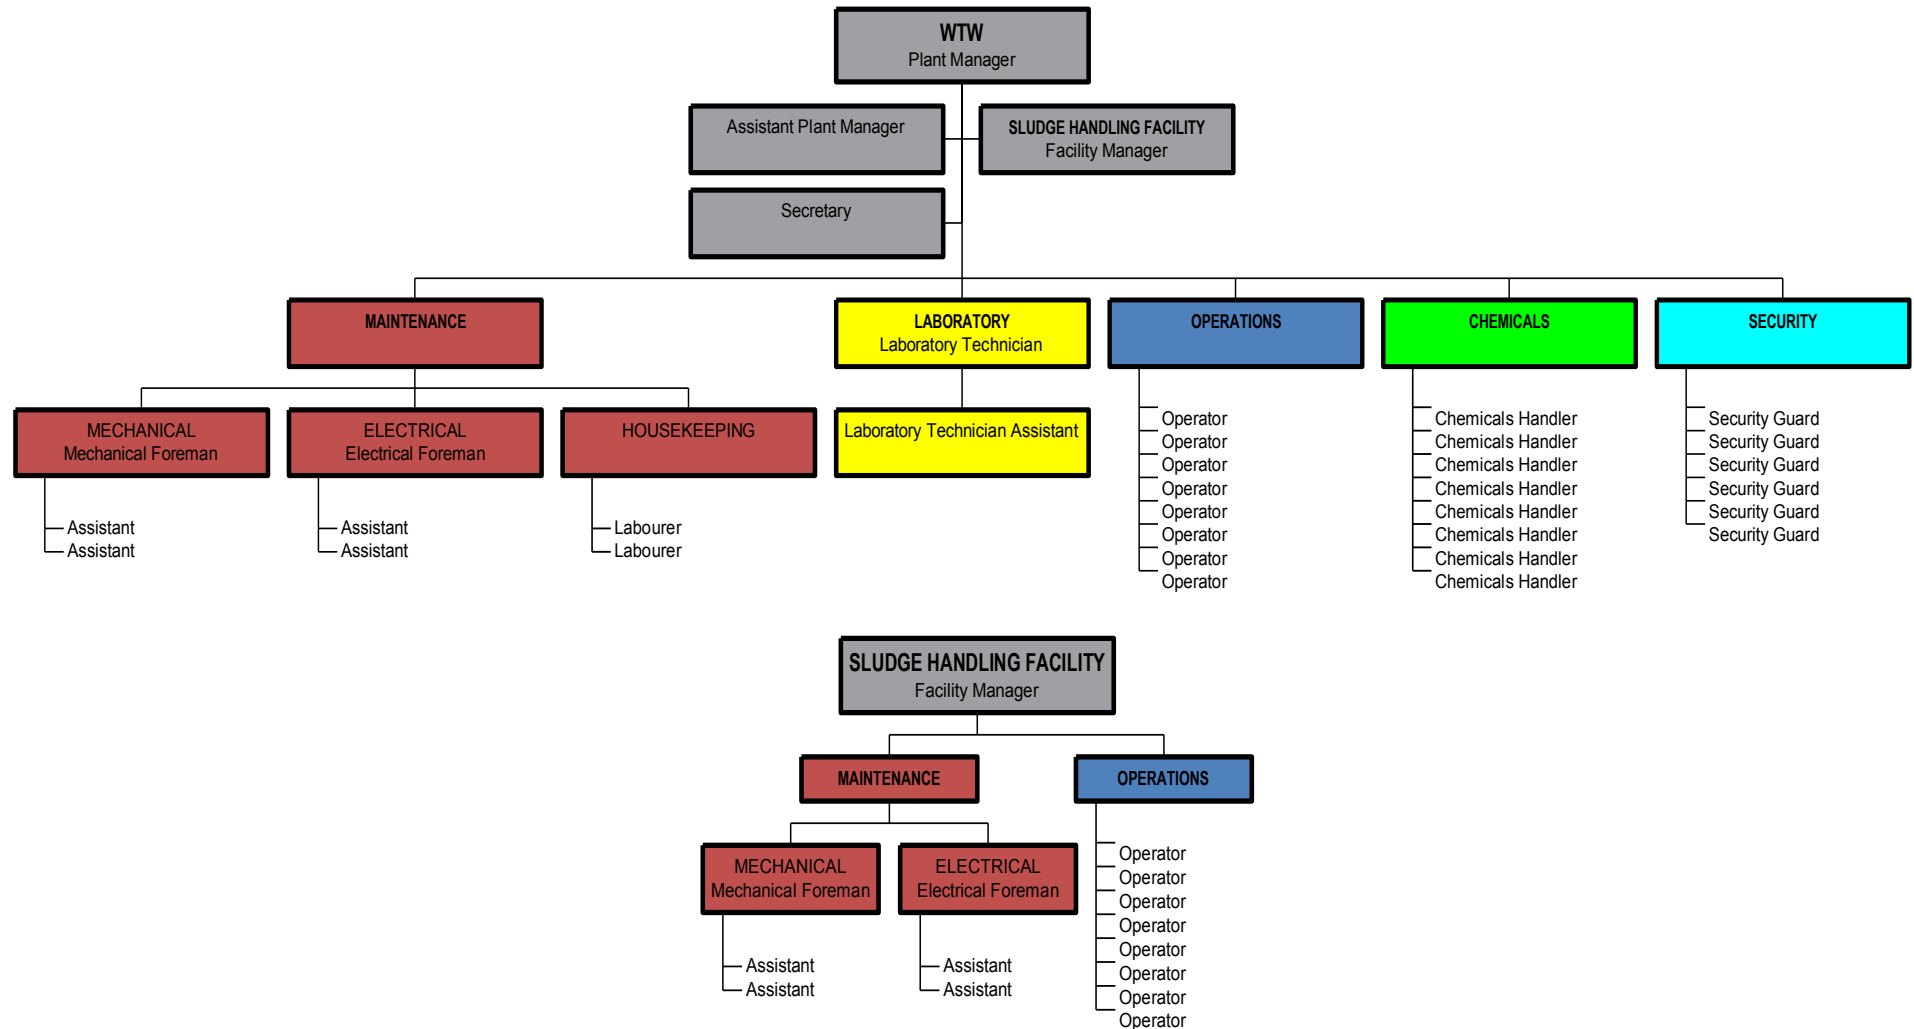 WTW
Plant Manager
Assistant Plant Manager
SLUDGE HANDLING FACILITY
Facility Manager
Secretary
MAINTENANCE
LABORATORY
Laboratory Technician
OPERATIONS
CHEMICALS
SECURITY
MECHANICAL
Mechanical Foreman
ELECTRICAL
Electrical Foreman
HOUSEKEEPING
Laboratory Technician Assistant
Assistant
Assistant
Assistant
Assistant
Labourer
Labourer
Operator
Operator
Operator
Operator
Operator
Operator
Operator
Operator
Chemicals Handler
Chemicals Handler
Chemicals Handler
Chemicals Handler
Chemicals Handler
Chemicals Handler
Chemicals Handler
Chemicals Handler
Security Guard
Security Guard
Security Guard
Security Guard
Security Guard
Security Guard
SLUDGE HANDLING FACILITY
Facility Manager
MAINTENANCE
OPERATIONS
MECHANICAL
Mechanical Foreman
ELECTRICAL
Electrical Foreman
Assistant
Assistant
Assistant
Assistant
Operator
Operator
Operator
Operator
Operator
Operator
Operator
Operator